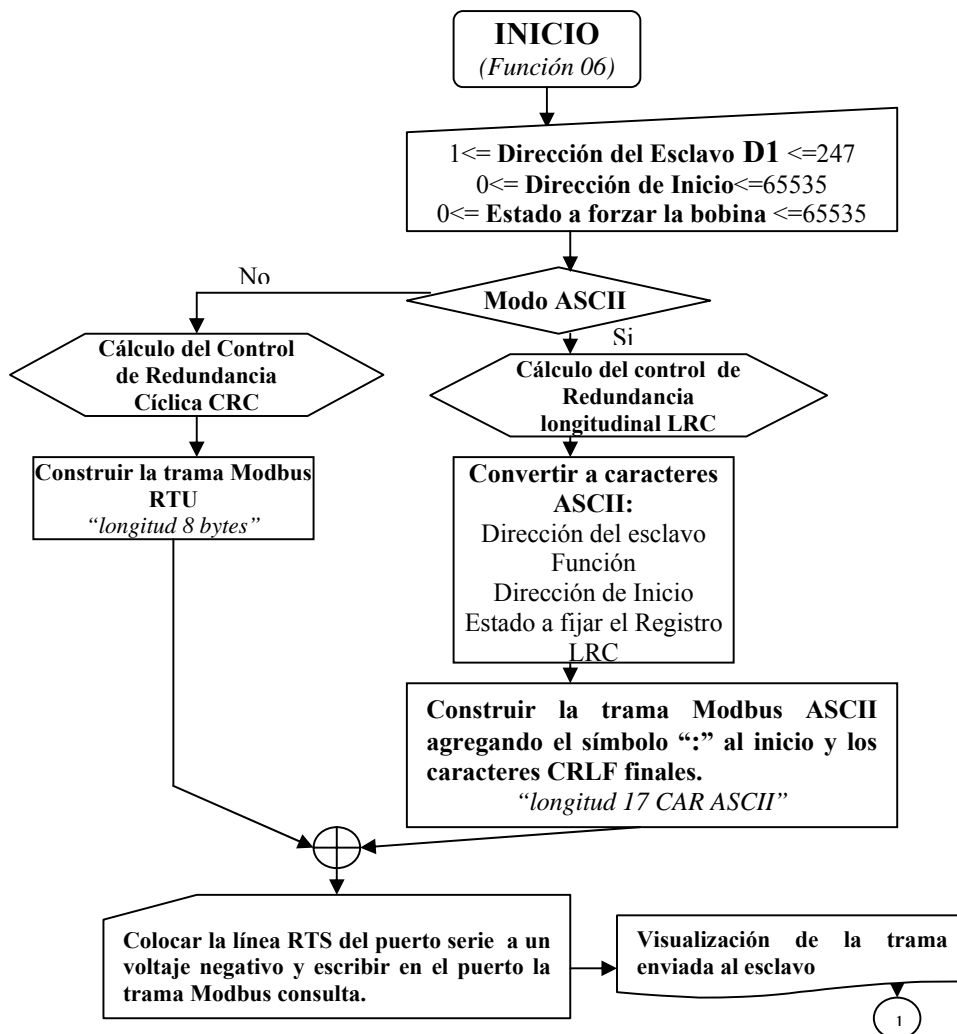 INICIO
(Función 06)
1<= Dirección del Esclavo D1 <=247
0<= Dirección de Inicio<=65535
0<= Estado a forzar la bobina <=65535
No
Modo ASCII
Si
Cálculo del Control
de Redundancia
Cíclica CRC
Cálculo del control de
Redundancia
longitudinal LRC
Construir la trama Modbus
RTU
“longitud 8 bytes”
Convertir a caracteres
ASCII:
Dirección del esclavo
Función
Dirección de Inicio
Estado a fijar el Registro
LRC
Construir la trama Modbus ASCII
agregando el símbolo “:” al inicio y los
caracteres CRLF finales.
“longitud 17 CAR ASCII”
Colocar la línea RTS del puerto serie a un
voltaje negativo y escribir en el puerto la
trama Modbus consulta.
Visualización de la trama
enviada al esclavo
1